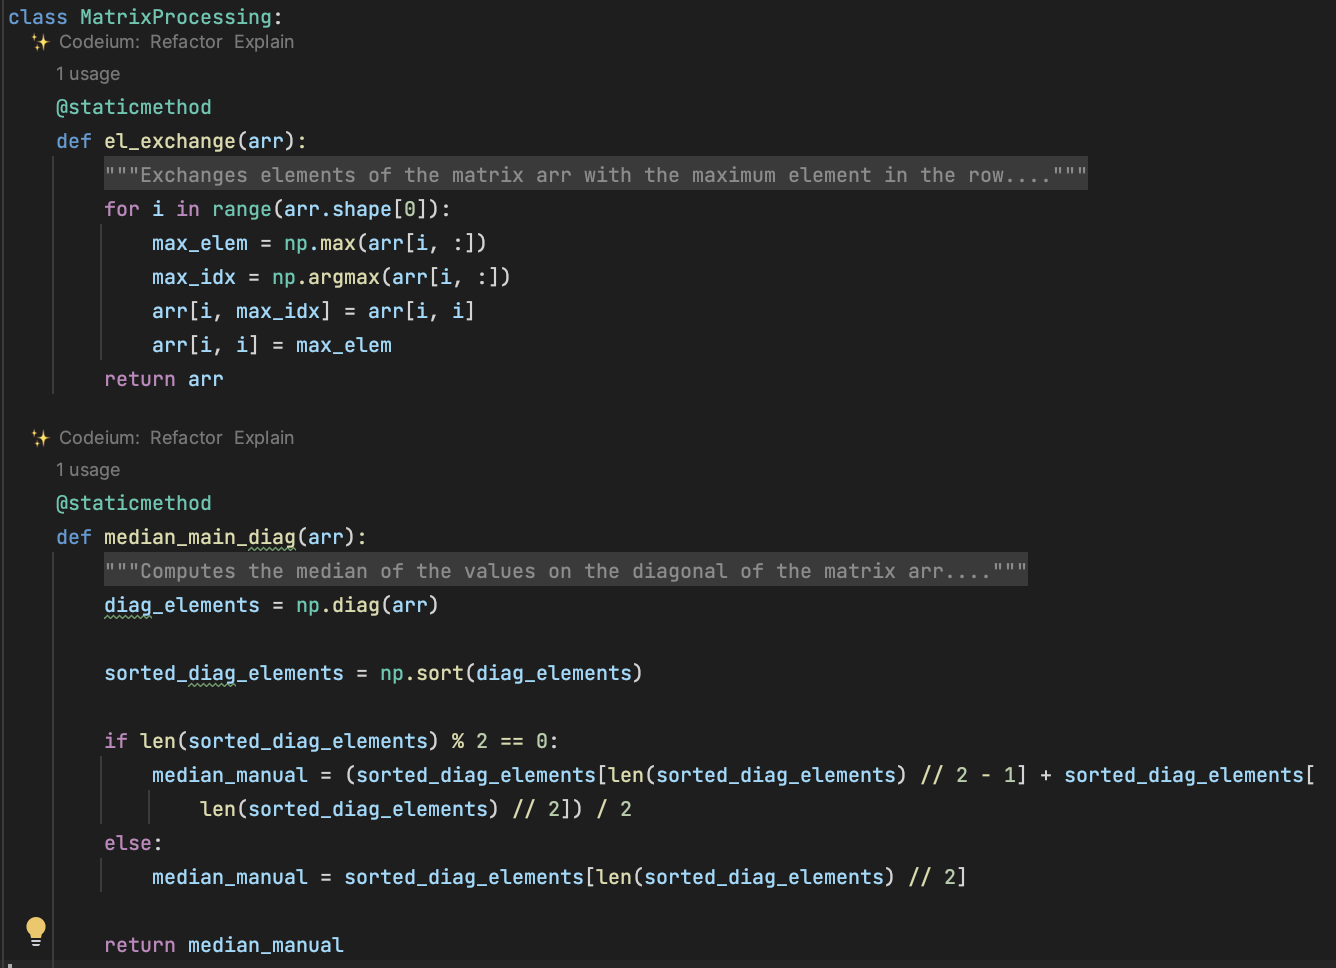 class MatrixProcessing:
✨ Codeium: Refactor Explain
1 usage
@staticmethod
def el_exchange(arr):
"""Exchanges elements of the matrix arr with the maximum element in the row...."""
for i in range(arr.shape[0]):
max_elem = np.max(arr[i, :])
max_idx = np.argmax(arr[i, :])
arr[i, max_idx] = arr[i, i]
arr[i, i] = max_elem
return arr
✨ Codeium: Refactor Explain
1 usage
@staticmethod
def median_main_diag(arr):
"""Computes the median of the values on the diagonal of the matrix arr...."""
diag_elements = np.diag(arr)
sorted_diag_elements = np.sort(diag_elements)
if len(sorted_diag_elements) % 2 == 0:
median_manual = (sorted_diag_elements[len(sorted_diag_elements) // 2 - 1] + sorted_diag_elements[
len(sorted_diag_elements) // 2]) / 2
else:
median_manual = sorted_diag_elements[len(sorted_diag_elements) // 2]
return median_manual